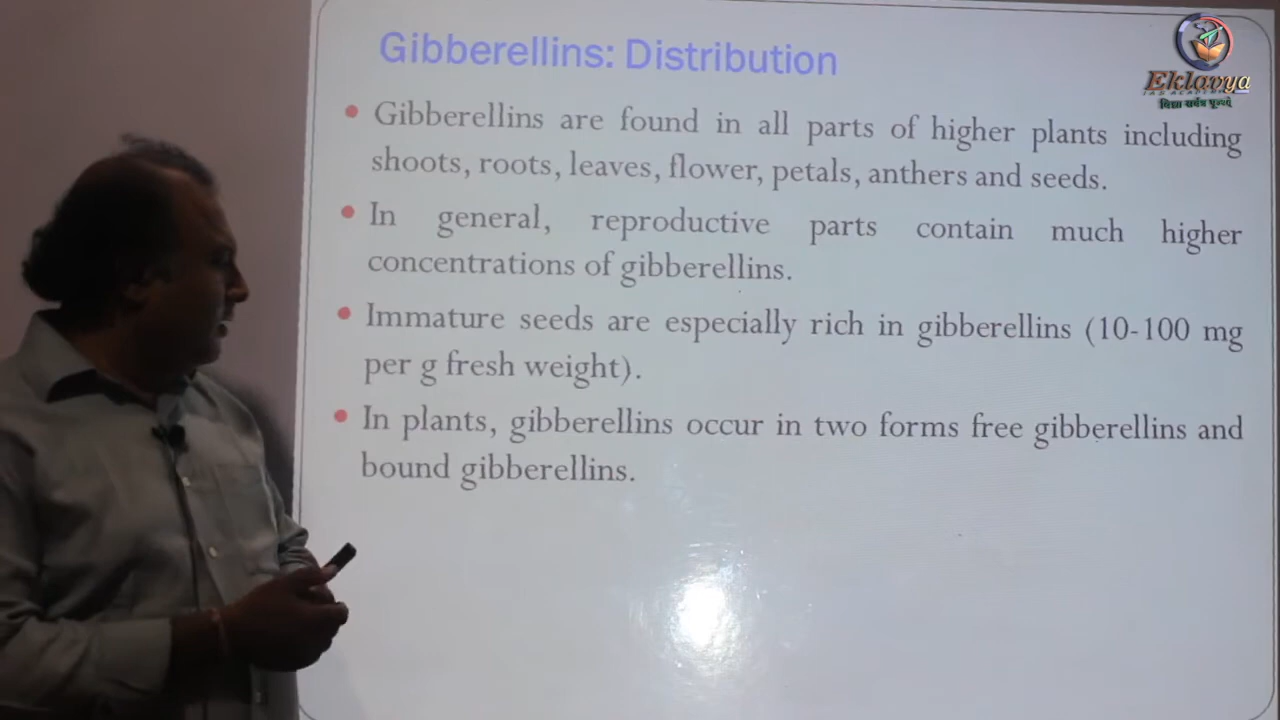 Gibberellins: Distribution
Eklavya
IAS ACADEMY
विद्या सर्वत्र पूज्यते
• Gibberellins are found in all parts of higher plants including
shoots, roots, leaves, flower, petals, anthers and seeds.
• In general, reproductive parts contain much higher
concentrations of gibberellins.
• Immature seeds are especially rich in gibberellins (10-100 mg
per g fresh weight).
• In plants, gibberellins occur in two forms free gibberellins and
bound gibberellins.